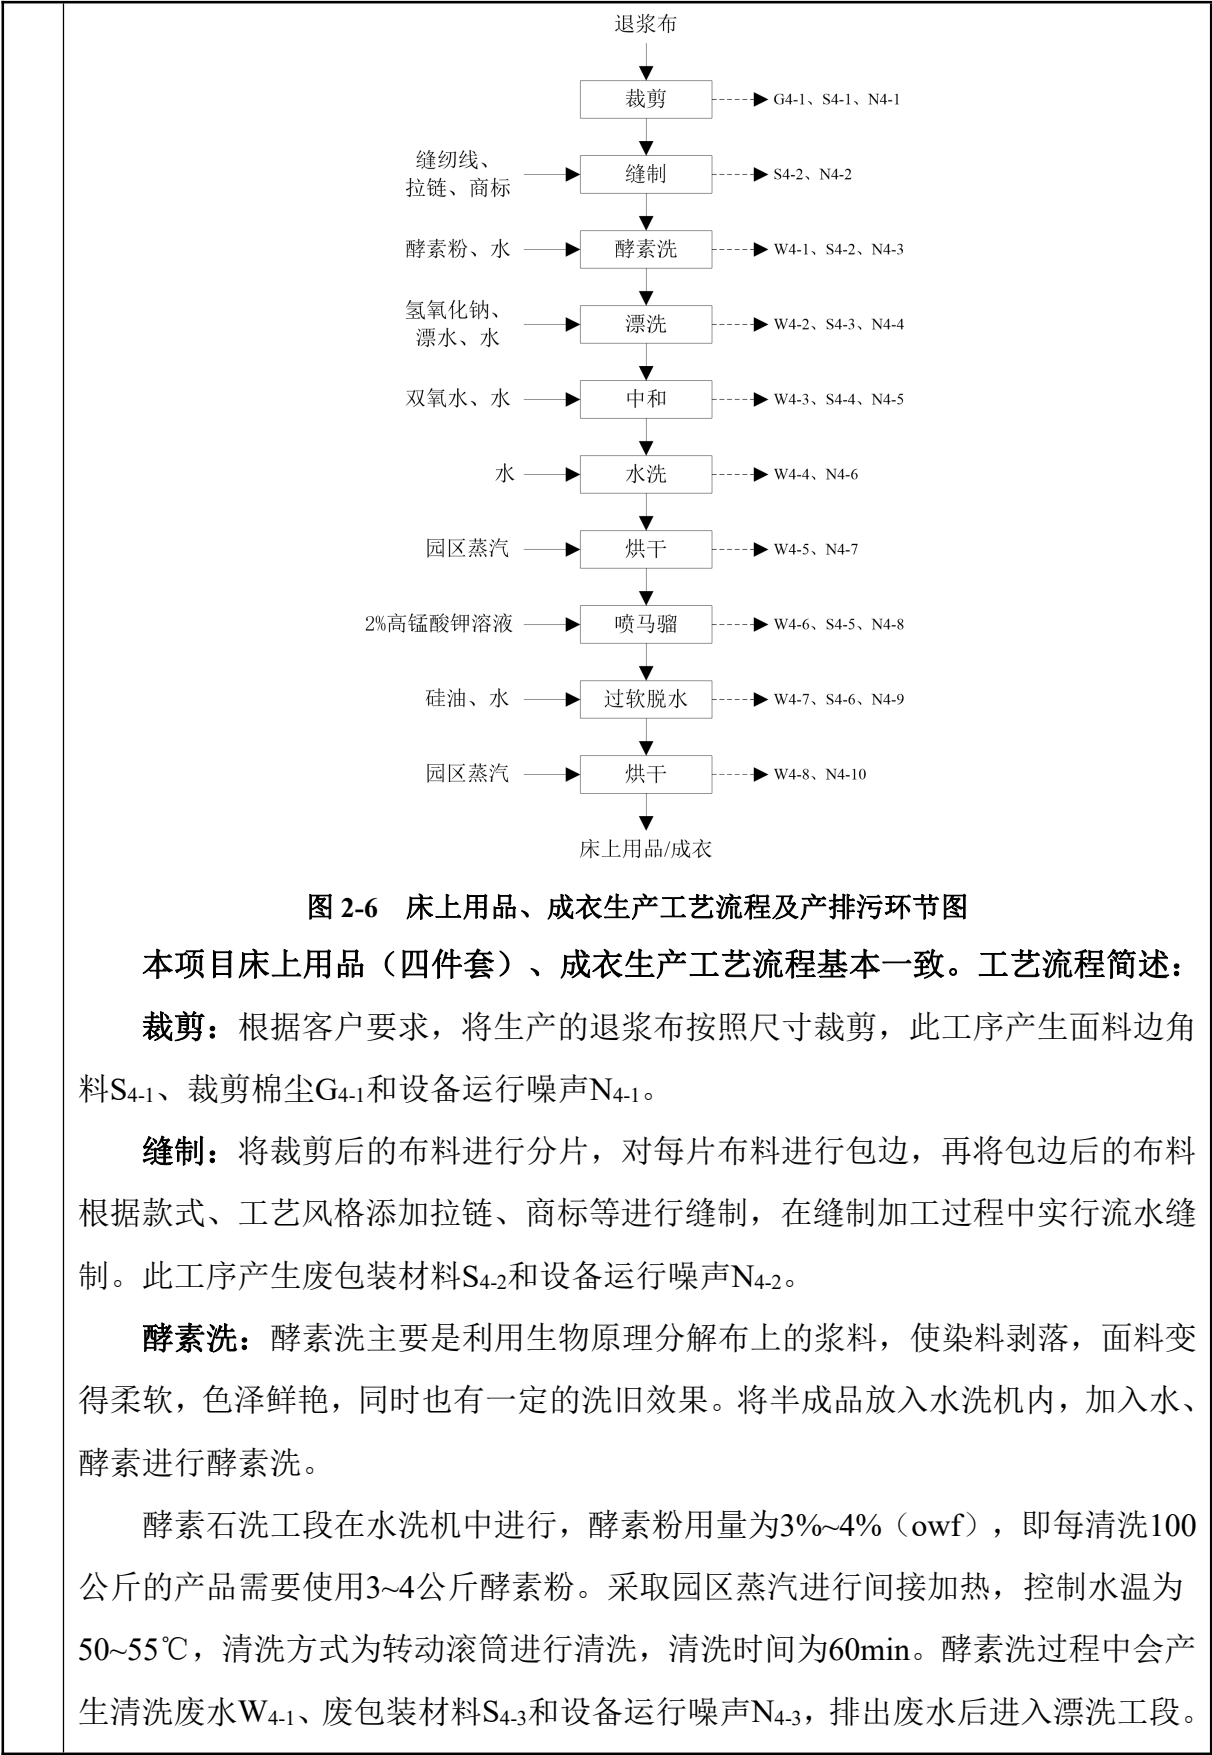 退浆布
裁剪
G4-1、S4-1、N4-1
缝纫线、
拉链、商标
缝制
S4-2、N4-2
酵素粉、水
酵素洗
W4-1、S4-2、N4-3
氢氧化钠、
漂水、水
漂洗
W4-2、S4-3、N4-4
双氧水、水
中和
W4-3、S4-4、N4-5
水
水洗
W4-4、N4-6
园区蒸汽
烘干
W4-5、N4-7
2%高锰酸钾溶液
喷马骝
W4-6、S4-5、N4-8
硅油、水
过软脱水
W4-7、S4-6、N4-9
园区蒸汽
烘干
W4-8、N4-10
床上用品/成衣
图 2-6 床上用品、成衣生产工艺流程及产排污环节图
本项目床上用品（四件套）、成衣生产工艺流程基本一致。工艺流程简述：
裁剪：根据客户要求，将生产的退浆布按照尺寸裁剪，此工序产生面料边角
料S4-1、裁剪棉尘G4-1和设备运行噪声N4-1。
缝制：将裁剪后的布料进行分片，对每片布料进行包边，再将包边后的布料
根据款式、工艺风格添加拉链、商标等进行缝制，在缝制加工过程中实行流水缝
制。此工序产生废包装材料S4-2和设备运行噪声N4-2。
酵素洗：酵素洗主要是利用生物原理分解布上的浆料，使染料剥落，面料变
得柔软，色泽鲜艳，同时也有一定的洗旧效果。将半成品放入水洗机内，加入水、
酵素进行酵素洗。
酵素石洗工段在水洗机中进行，酵素粉用量为3%~4%（owf），即每清洗100
公斤的产品需要使用3~4公斤酵素粉。采取园区蒸汽进行间接加热，控制水温为
50~55℃，清洗方式为转动滚筒进行清洗，清洗时间为60min。酵素洗过程中会产
生清洗废水W4-1、废包装材料S4-3和设备运行噪声N4-3，排出废水后进入漂洗工段。